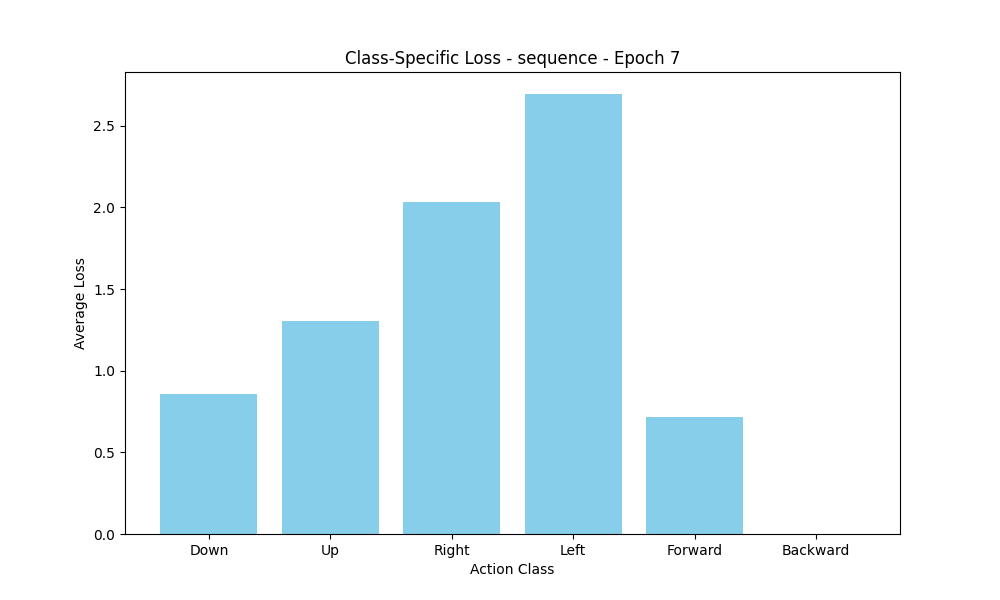 Class-Specific Loss - sequence - Epoch 7
2.5
2.0
1.5
1.0
0.5
0.0
Average Loss
Down Up Right Left Forward Backward
Action Class